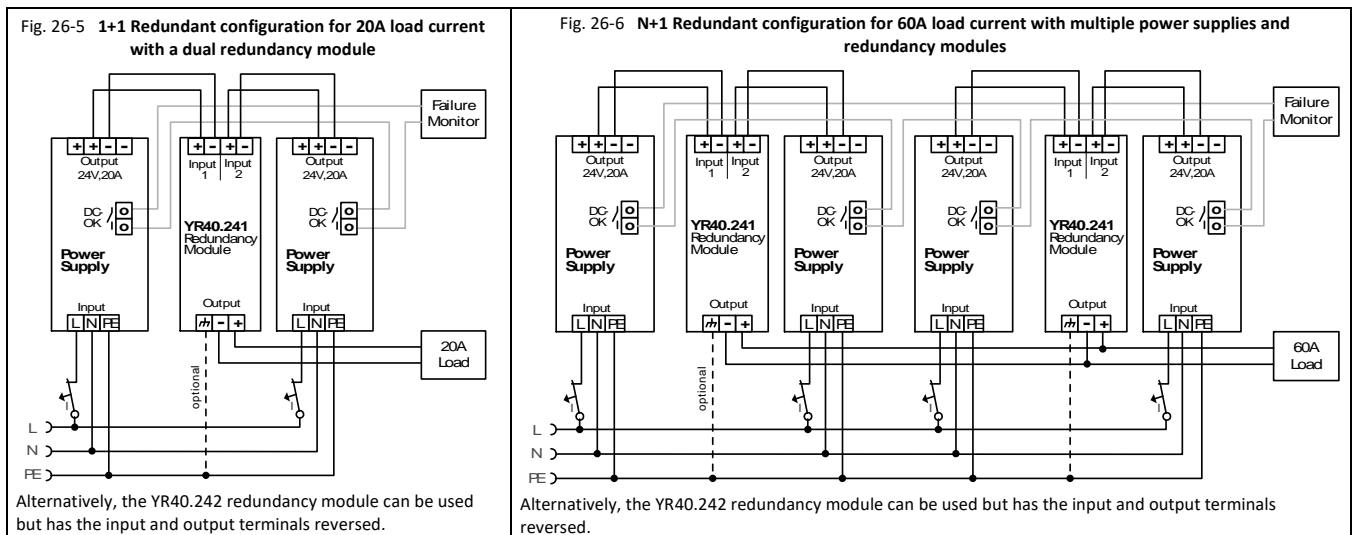 Fig. 26-5 1+1 Redundant configuration for 20A load current
with a dual redundancy module
Failure
Monitor
+ + - -
Output
24V,20A
DC-
OK
Power
Supply
Input
L N PE
+ - + -
Input
1
Input
2
YR40.241
Redundancy
Module
Output
- +
+ + - -
Output
24V,20A
DC-
OK
Power
Supply
Input
L N PE
20A
Load
optional
I
I
L
N
PE
Alternatively, the YR40.242 redundancy module can be used
but has the input and output terminals reversed.
Fig. 26-6 N+1 Redundant configuration for 60A load current with multiple power supplies and
redundancy modules
Failure
Monitor
+ + - -
Output
24V,20A
DC-
OK
Power
Supply
Input
L N PE
+ - + -
Input
1
Input
2
YR40.241
Redundancy
Module
Output
- +
+ + - -
Output
24V,20A
DC-
OK
Power
Supply
Input
L N PE
+ + - -
Output
24V,20A
DC-
OK
Power
Supply
Input
L N PE
+ - + -
Input
1
Input
2
YR40.241
Redundancy
Module
Output
- +
+ + - -
Output
24V,20A
DC-
OK
Power
Supply
Input
L N PE
60A
Load
optional
I
I
I
I
L
N
PE
Alternatively, the YR40.242 redundancy module can be used but has the input and output terminals
reversed.